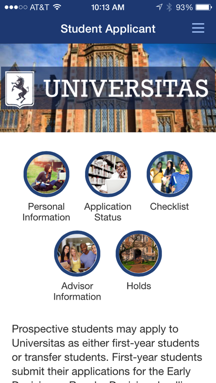 ●●●○○ AT&T 10:13 AM 93%
Student Applicant
UNIVERSITAS
Personal Application Checklist
Information Status
Advisor Holds
Information
Prospective students may apply to
Universitas as either first-year students
or transfer students. First-year students
submit their applications for the Early